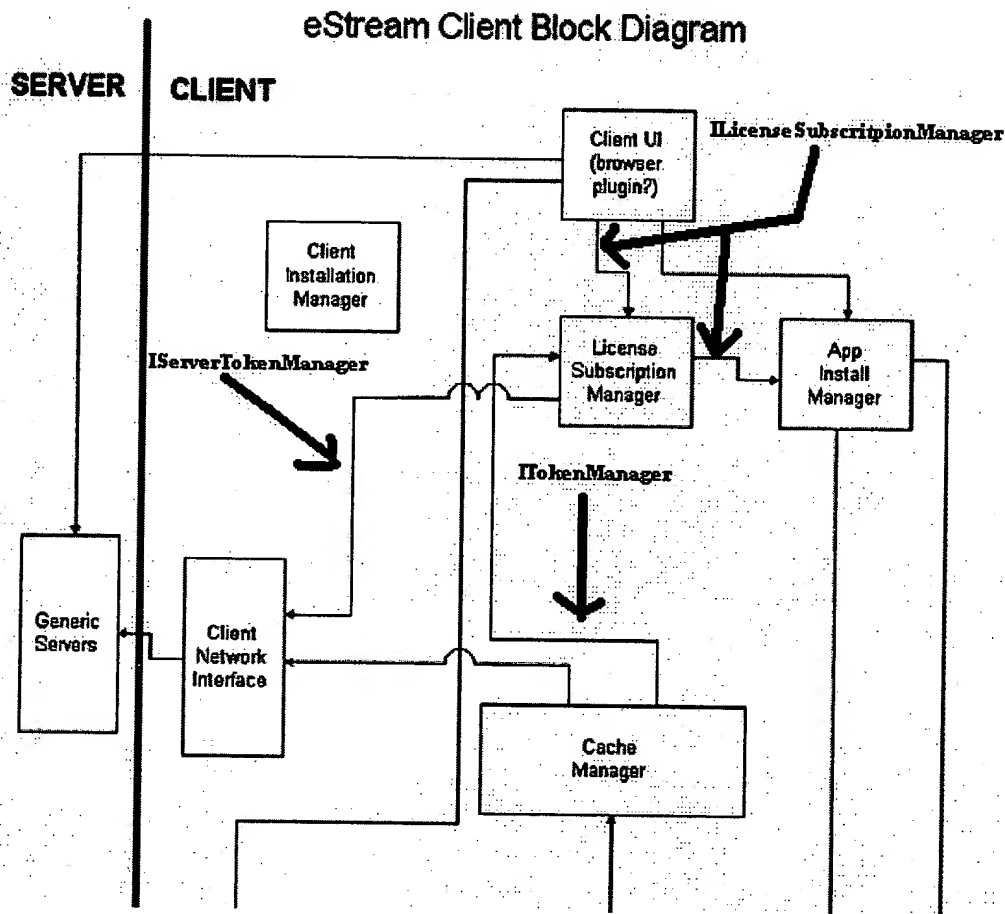 eStream Client Block Diagram
SERVER
CLIENT
Client UI
(browser
plugin?)
ILicenseSubscritpionManager
Client
Installation
Manager
IServerTokenManager
License
Subscription
Manager
App
Install
Manager
ITokenManager
Generic
Servers
Client
Network
Interface
Cache
Manager